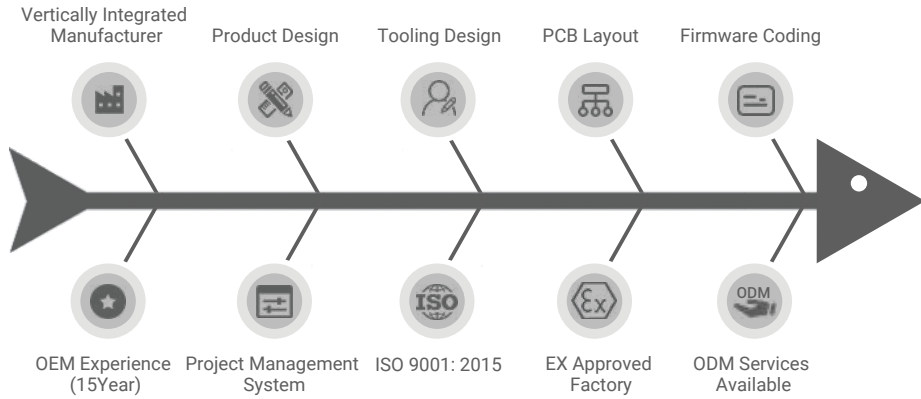 Vertically Integrated
Manufacturer
Product Design
Tooling Design
PCB Layout
Firmware Coding
ISO
Ex
ODM
OEM Experience
(15Year)
Project Management
System
ISO 9001: 2015
EX Approved
Factory
ODM Services
Available